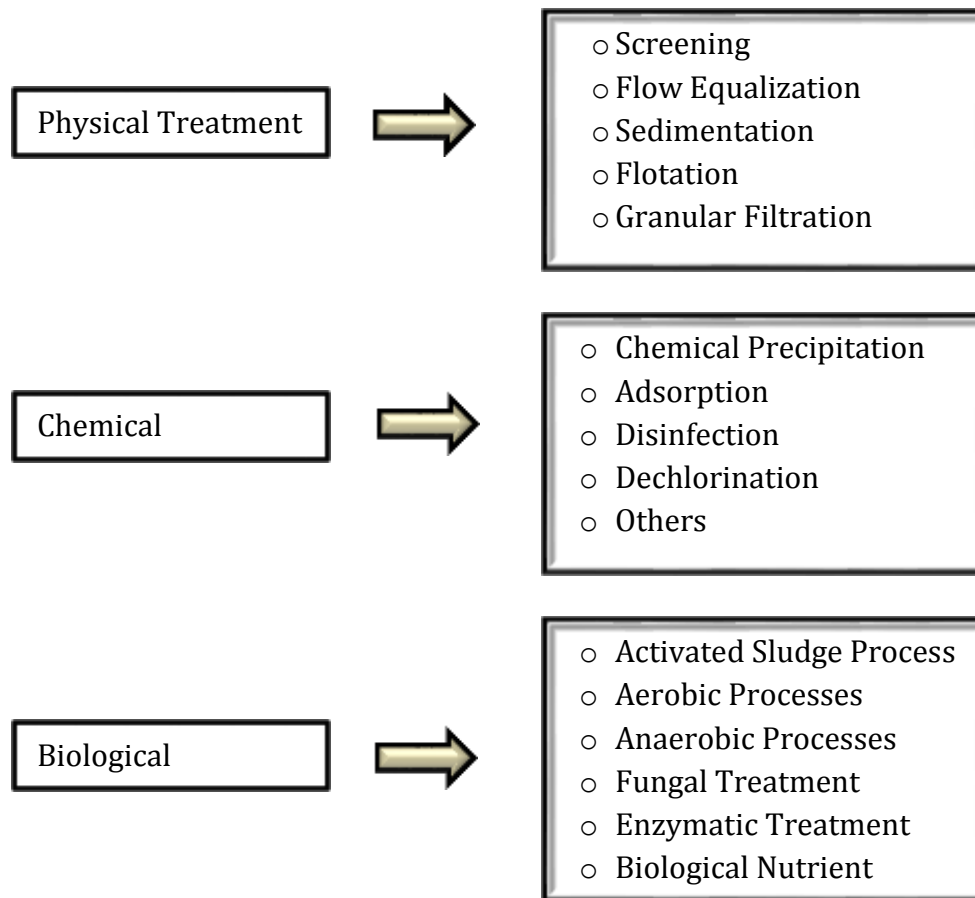 Physical Treatment
o Screening
o Flow Equalization
o Sedimentation
o Flotation
o Granular Filtration
Chemical
o Chemical Precipitation
o Adsorption
o Disinfection
o Dechlorination
o Others
Biological
o Activated Sludge Process
o Aerobic Processes
o Anaerobic Processes
o Fungal Treatment
o Enzymatic Treatment
o Biological Nutrient